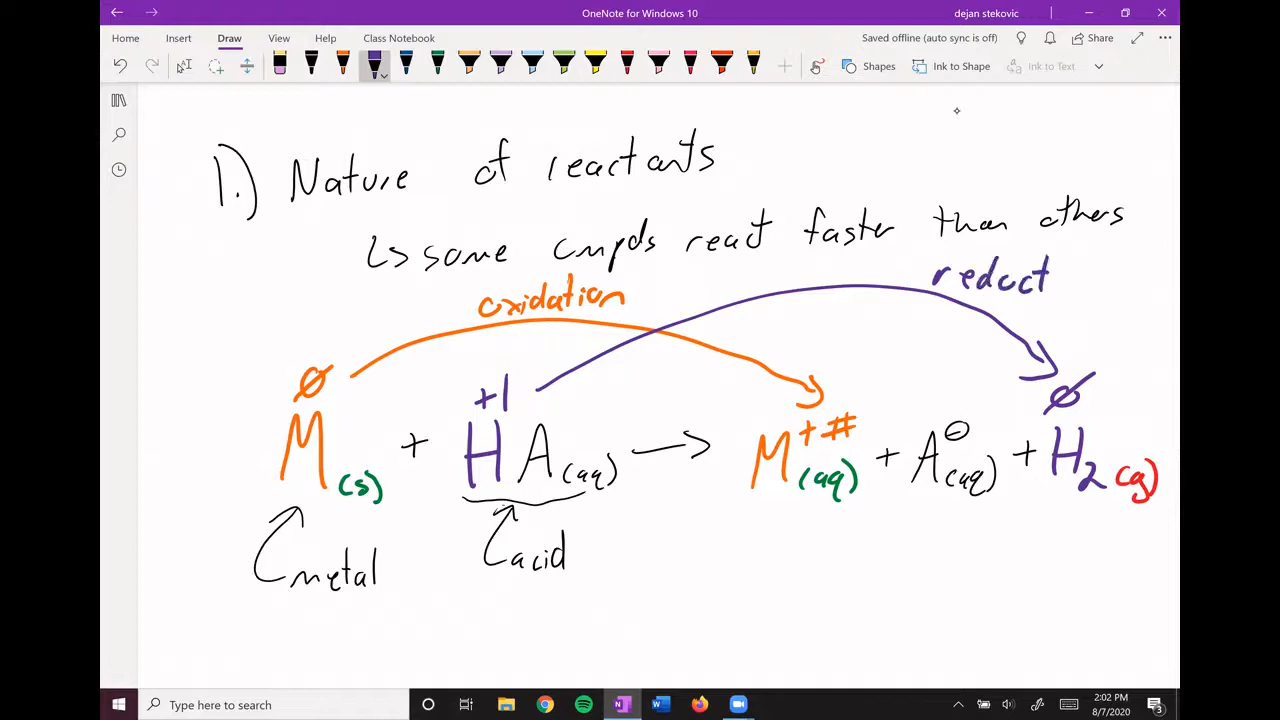 OneNote for Windows 10
dejan stekovic
Home Insert Draw View Help Class Notebook
Saved offline (auto sync is off)
Share
Shapes
Ink to Shape
Ink to Text
1.) Nature of reactants
↳ some cmpds react faster than others
oxidation
reduct
∅ +1 ∅
M(s) + HA(aq) → M+#(aq) + A⊖(aq) + H2(g)
metal
acid
Type here to search
2:02 PM
8/7/2020
3